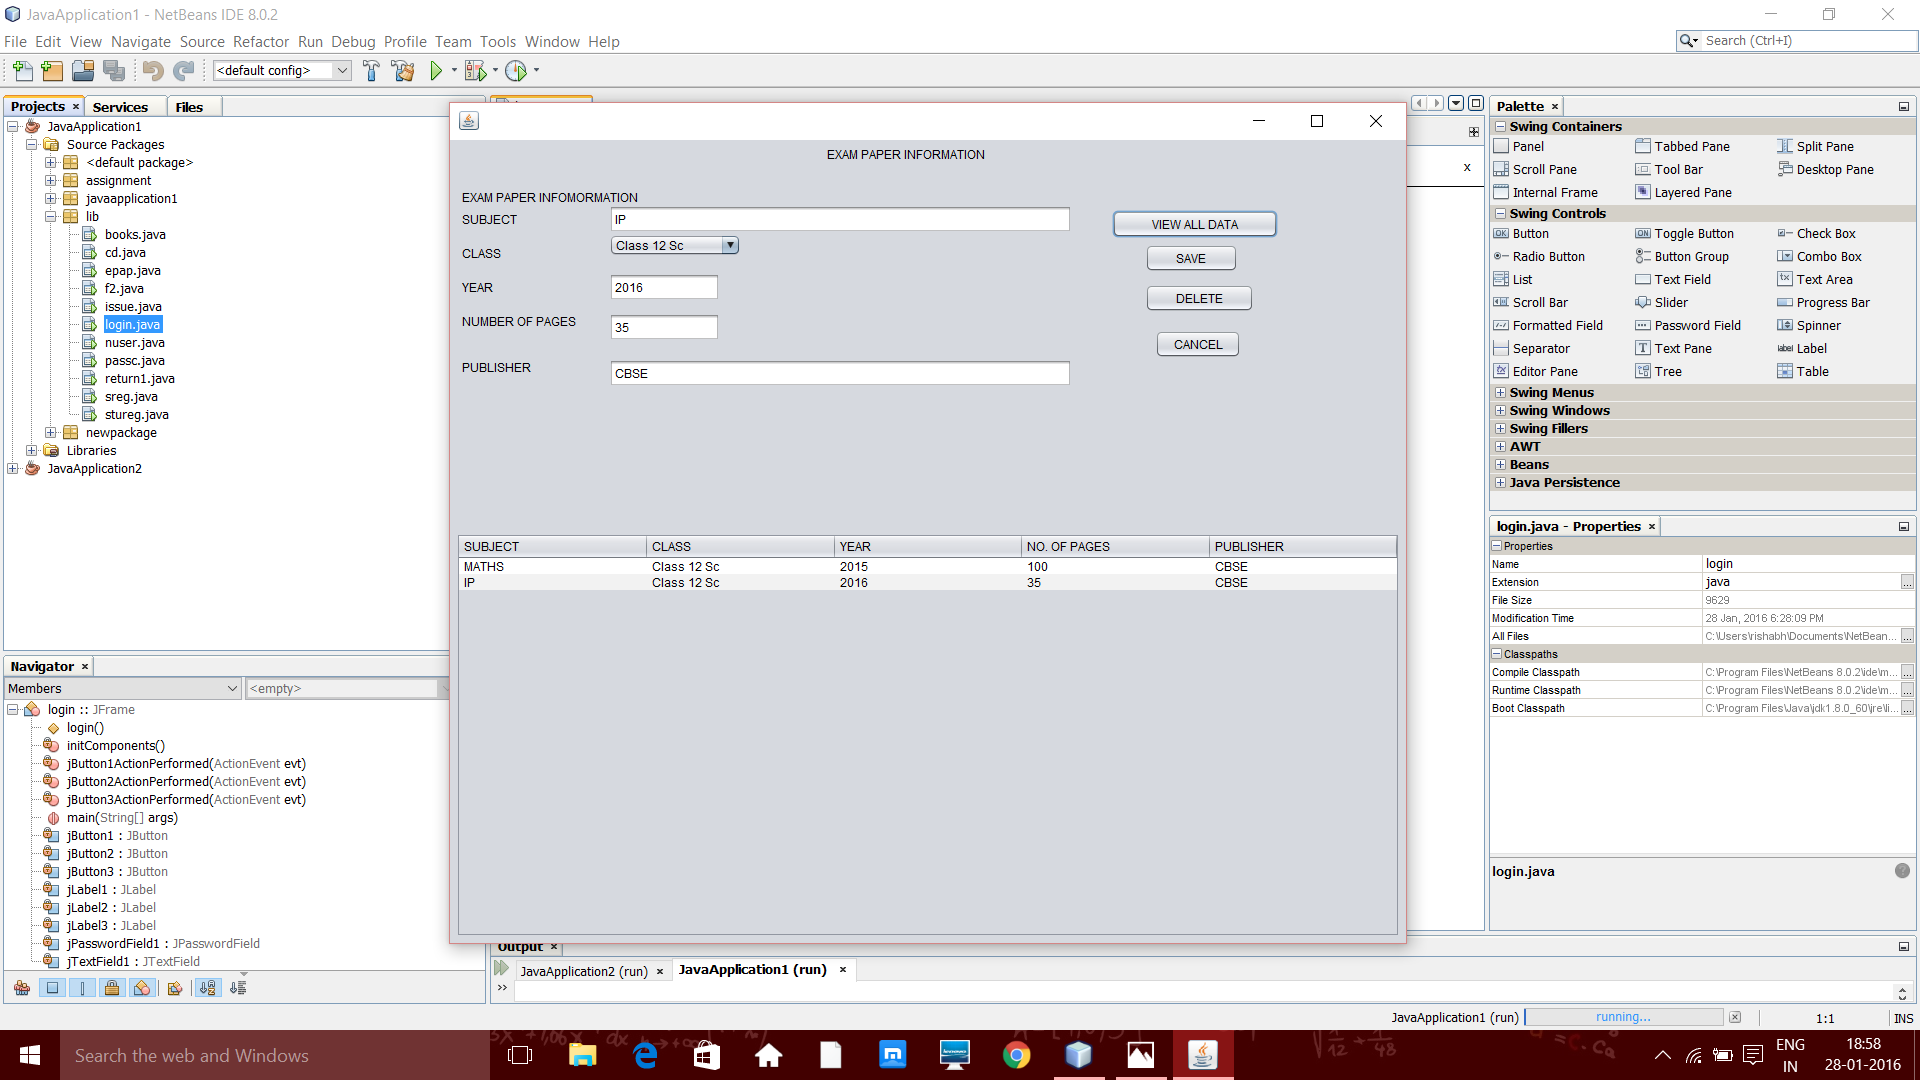 JavaApplication1 - NetBeans IDE 8.0.2
File Edit View Navigate Source Refactor Run Debug Profile Team Tools Window Help
Search (Ctrl+I)
<default config>
Projects × Services Files
JavaApplication1
Source Packages
<default package>
assignment
javaapplication1
lib
books.java
cd.java
epap.java
f2.java
issue.java
login.java
nuser.java
passc.java
return1.java
sreg.java
stureg.java
newpackage
Libraries
JavaApplication2
Navigator ×
Members <empty>
login :: JFrame
login()
initComponents()
jButton1ActionPerformed(ActionEvent evt)
jButton2ActionPerformed(ActionEvent evt)
jButton3ActionPerformed(ActionEvent evt)
main(String[] args)
jButton1 : JButton
jButton2 : JButton
jButton3 : JButton
jLabel1 : JLabel
jLabel2 : JLabel
jLabel3 : JLabel
jPasswordField1 : JPasswordField
jTextField1 : JTextField
EXAM PAPER INFORMATION
EXAM PAPER INFOMORMATION
SUBJECT IP
CLASS Class 12 Sc
YEAR 2016
NUMBER OF PAGES 35
PUBLISHER CBSE
VIEW ALL DATA
SAVE
DELETE
CANCEL
SUBJECT CLASS YEAR NO. OF PAGES PUBLISHER
MATHS Class 12 Sc 2015 100 CBSE
IP Class 12 Sc 2016 35 CBSE
x
Palette ×
Swing Containers
Panel Tabbed Pane Split Pane
Scroll Pane Tool Bar Desktop Pane
Internal Frame Layered Pane
Swing Controls
Button Toggle Button Check Box
Radio Button Button Group Combo Box
List Text Field Text Area
Scroll Bar Slider Progress Bar
Formatted Field Password Field Spinner
Separator Text Pane Label
Editor Pane Tree Table
Swing Menus
Swing Windows
Swing Fillers
AWT
Beans
Java Persistence
login.java - Properties ×
Properties
Name login
Extension java
File Size 9629
Modification Time 28 Jan, 2016 6:28:09 PM
All Files C:\Users\rishabh\Documents\NetBean...
Classpaths
Compile Classpath C:\Program Files\NetBeans 8.0.2\ide\m...
Runtime Classpath C:\Program Files\NetBeans 8.0.2\ide\m...
Boot Classpath C:\Program Files\Java\jdk1.8.0_60\jre\li...
login.java
Output ×
JavaApplication2 (run) × JavaApplication1 (run) ×
JavaApplication1 (run) running... 1:1 INS
Search the web and Windows
ENG
IN
18:58
28-01-2016